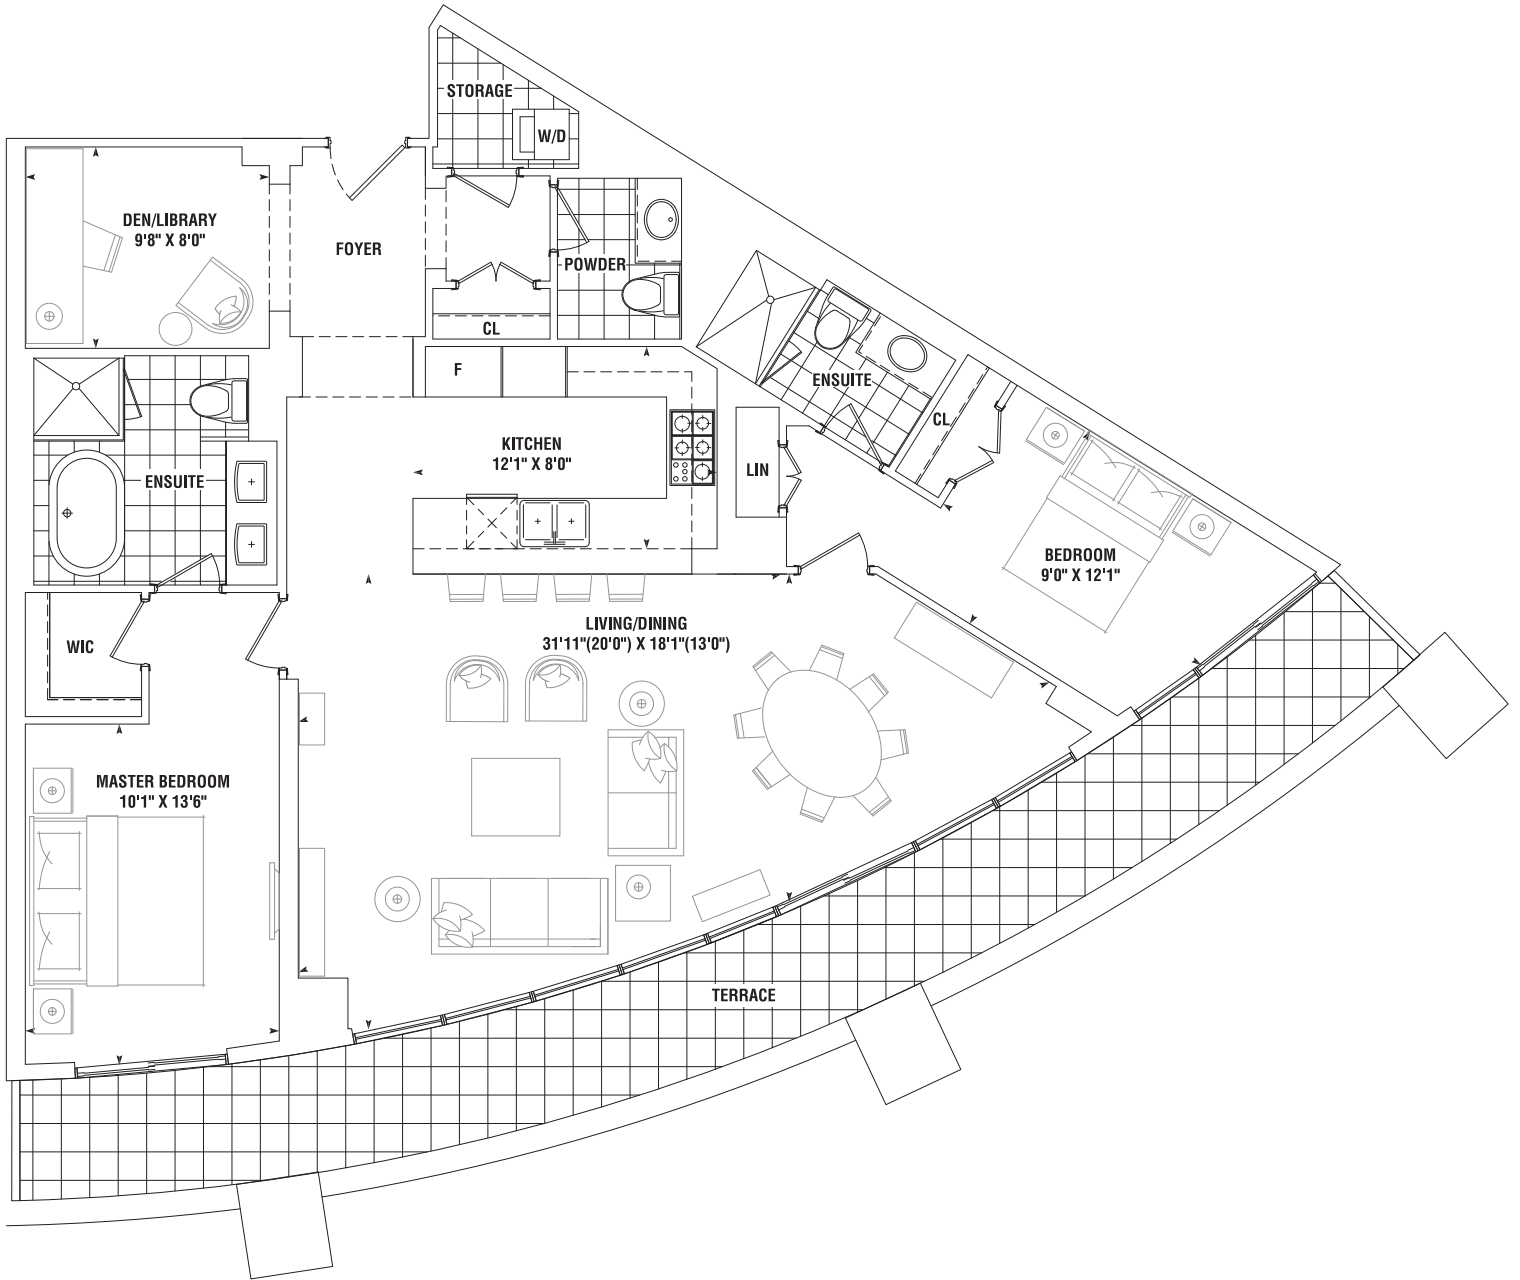 STORAGE
W/D
DEN/LIBRARY
9'8" X 8'0"
FOYER
POWDER
CL
F
ENSUITE
CL
KITCHEN
12'1" X 8'0"
LIN
ENSUITE
BEDROOM
9'0" X 12'1"
WIC
LIVING/DINING
31'11"(20'0") X 18'1"(13'0")
MASTER BEDROOM
10'1" X 13'6"
TERRACE